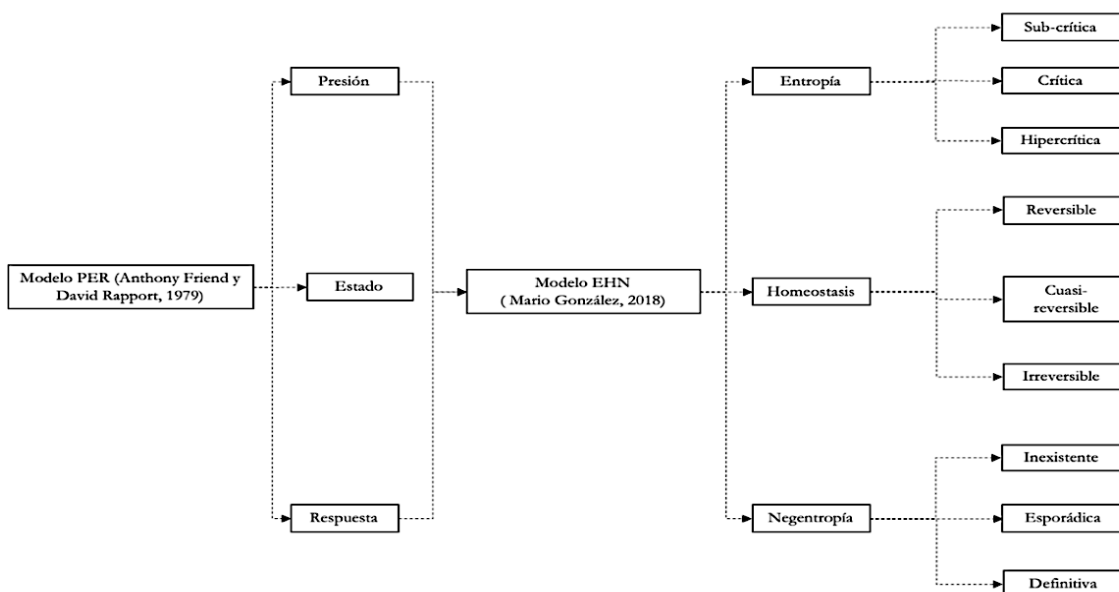 Modelo PER (Anthony Friend y
David Rapport, 1979)
Presión
Estado
Respuesta
Modelo EHN
( Mario González, 2018)
Entropía
Homeostasis
Negentropía
Sub-crítica
Crítica
Hipercrítica
Reversible
Cuasi-
reversible
Irreversible
Inexistente
Esporádica
Definitiva